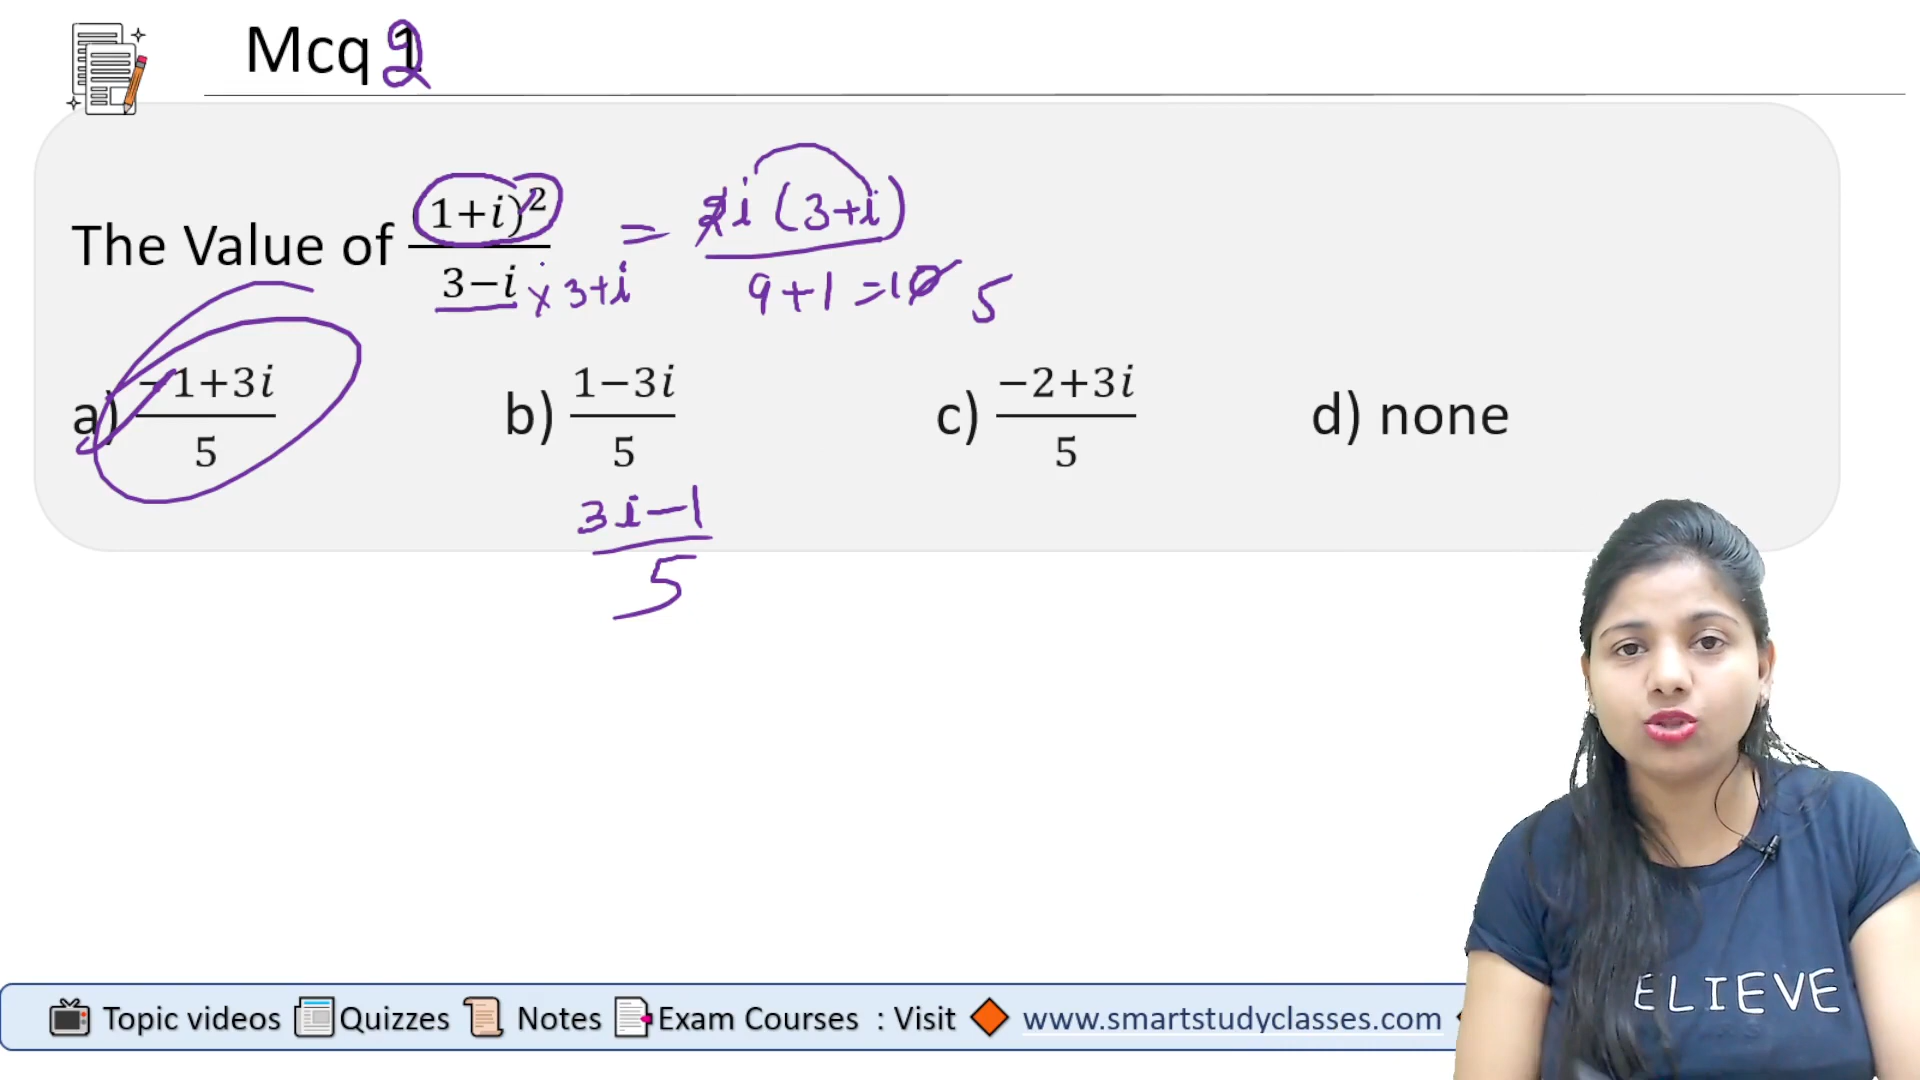 Mcq 2
The Value of (1+i)²/3−i × 3+i = 2i (3+i)/9+1=10 5
a) −1+3i/5 b) 1−3i/5 c) −2+3i/5 d) none
3i−1/5
ELIEVE
Topic videos Quizzes Notes Exam Courses : Visit www.smartstudyclasses.com